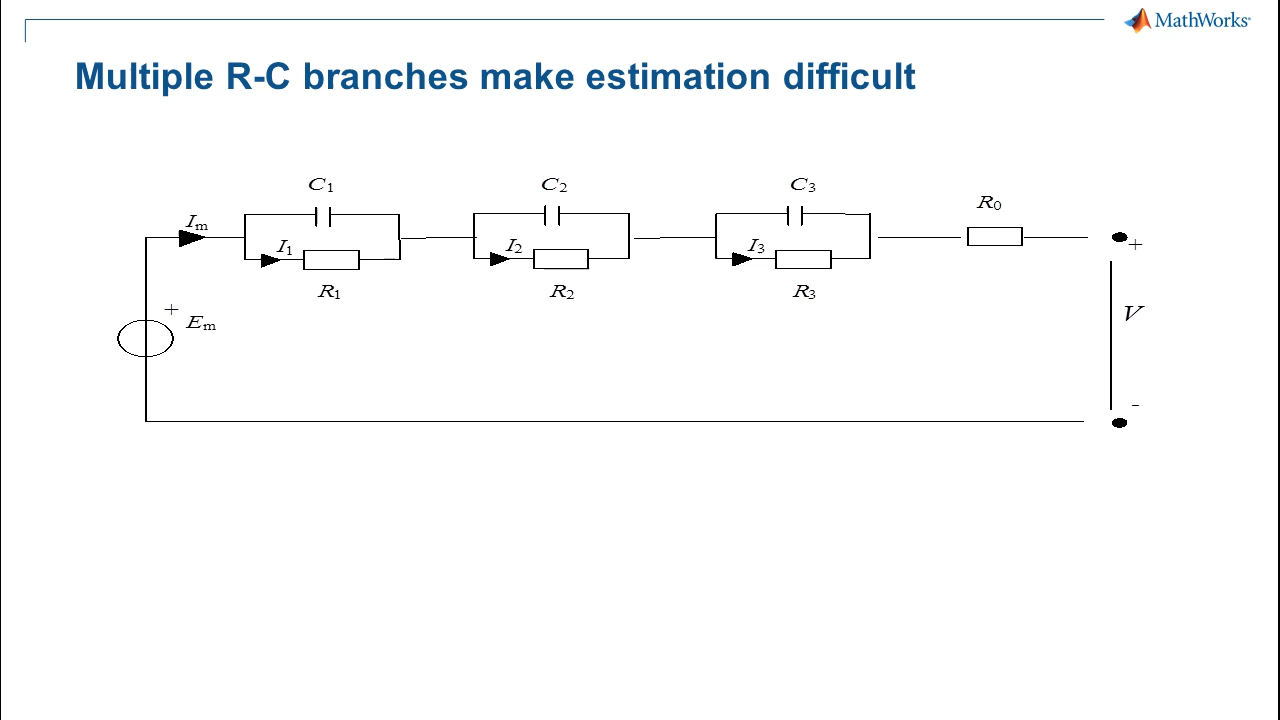 MathWorks®
Multiple R-C branches make estimation difficult
C1
C2
C3
R0
Im
I1
I2
I3
+
R1
R2
R3
+
Em
V
-